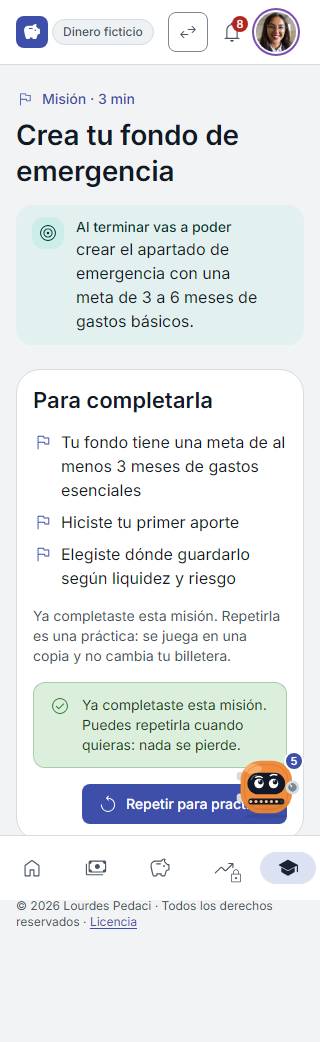 Dinero ficticio
8
Misión · 3 min
Crea tu fondo de
emergencia
Al terminar vas a poder
crear el apartado de
emergencia con una
meta de 3 a 6 meses de
gastos básicos.
Para completarla
Tu fondo tiene una meta de al
menos 3 meses de gastos
esenciales
Hiciste tu primer aporte
Elegiste dónde guardarlo
según liquidez y riesgo
Ya completaste esta misión. Repetirla
es una práctica: se juega en una
copia y no cambia tu billetera.
Ya completaste esta misión.
Puedes repetirla cuando
quieras: nada se pierde.
5
Repetir para
© 2026 Lourdes Pedaci · Todos los derechos
reservados · Licencia